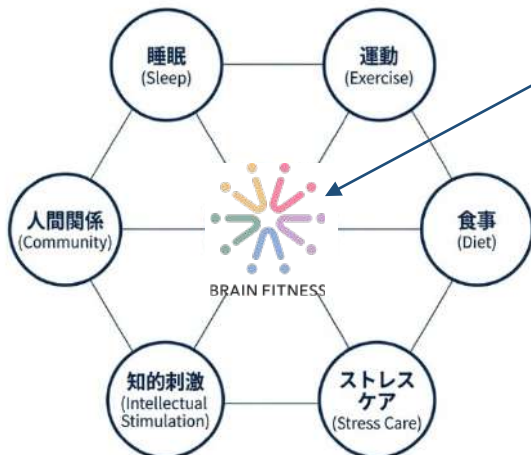 睡眠
(Sleep)
運動
(Exercise)
人間関係
(Community)
食事
(Diet)
BRAIN FITNESS
知的刺激
(Intellectual
Stimulation)
ストレス
ケア
(Stress Care)